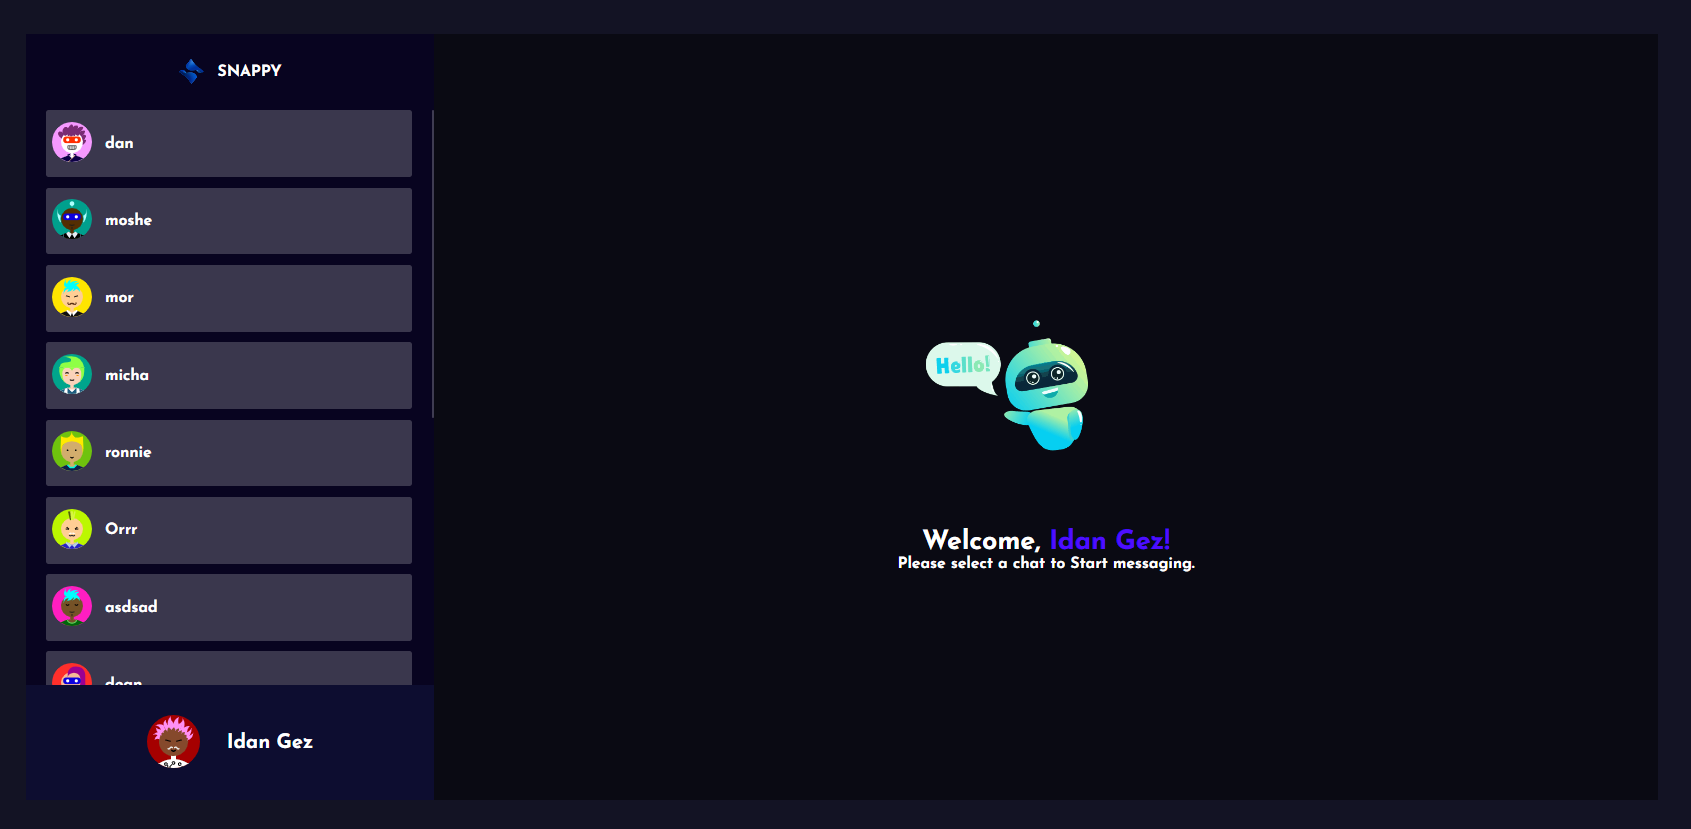 SNAPPY
dan
moshe
mor
micha
ronnie
Orrr
asdsad
dean
Idan Gez
Hello!
Welcome, Idan Gez!
Please select a chat to Start messaging.